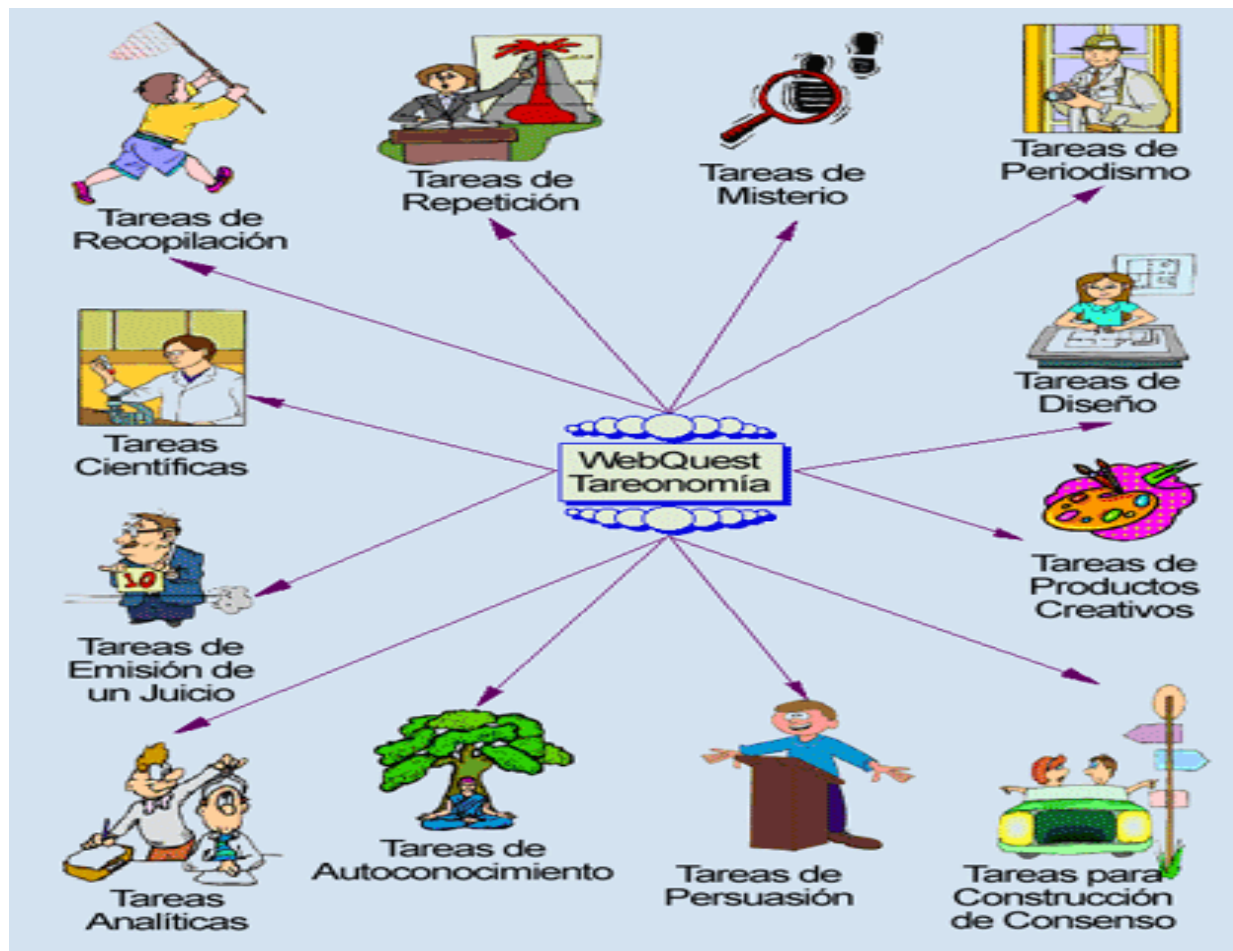 Tareas de
Recopilación
Tareas de
Repetición
Tareas de
Misterio
Tareas de
Periodismo
Tareas de
Diseño
Tareas
Científicas
WebQuest
Tareonomía
Tareas de
Productos
Creativos
10
Tareas de
Emisión de
un Juicio
Tareas
Analíticas
Tareas de
Autoconocimiento
Tareas de
Persuasión
Tareas para
Construcción
de Consenso